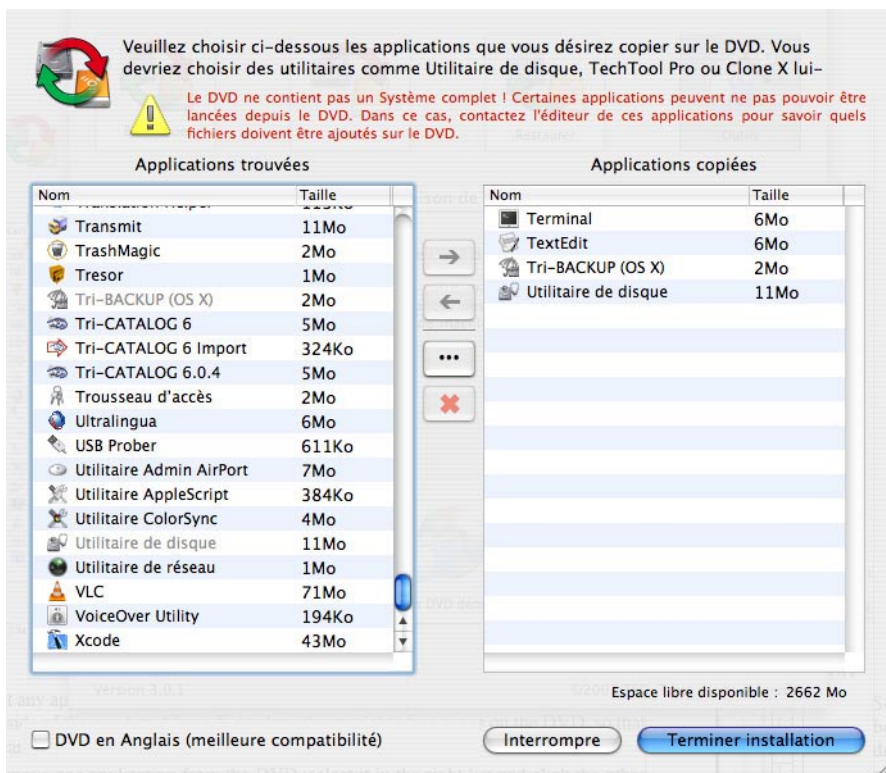 Veuillez choisir ci-dessous les applications que vous désirez copier sur le DVD. Vous
devriez choisir des utilitaires comme Utilitaire de disque, TechTool Pro ou Clone X lui-
Le DVD ne contient pas un Système complet ! Certaines applications peuvent ne pas pouvoir être
lancées depuis le DVD. Dans ce cas, contactez l'éditeur de ces applications pour savoir quels
fichiers doivent être ajoutés sur le DVD.
Applications trouvées
Nom Taille
Transmit 11Mo
TrashMagic 2Mo
Tresor 1Mo
Tri-BACKUP (OS X) 2Mo
Tri-CATALOG 6 5Mo
Tri-CATALOG 6 Import 324Ko
Tri-CATALOG 6.0.4 5Mo
Trousseau d'accès 2Mo
Ultralingua 6Mo
USB Prober 611Ko
Utilitaire Admin AirPort 7Mo
Utilitaire AppleScript 384Ko
Utilitaire ColorSync 4Mo
Utilitaire de disque 11Mo
Utilitaire de réseau 1Mo
VLC 71Mo
VoiceOver Utility 194Ko
Xcode 43Mo
Applications copiées
Nom Taille
Terminal 6Mo
TextEdit 6Mo
Tri-BACKUP (OS X) 2Mo
Utilitaire de disque 11Mo
Espace libre disponible : 2662 Mo
Version 3.0.1
DVD en Anglais (meilleure compatibilité)
Interrompre
Terminer installation